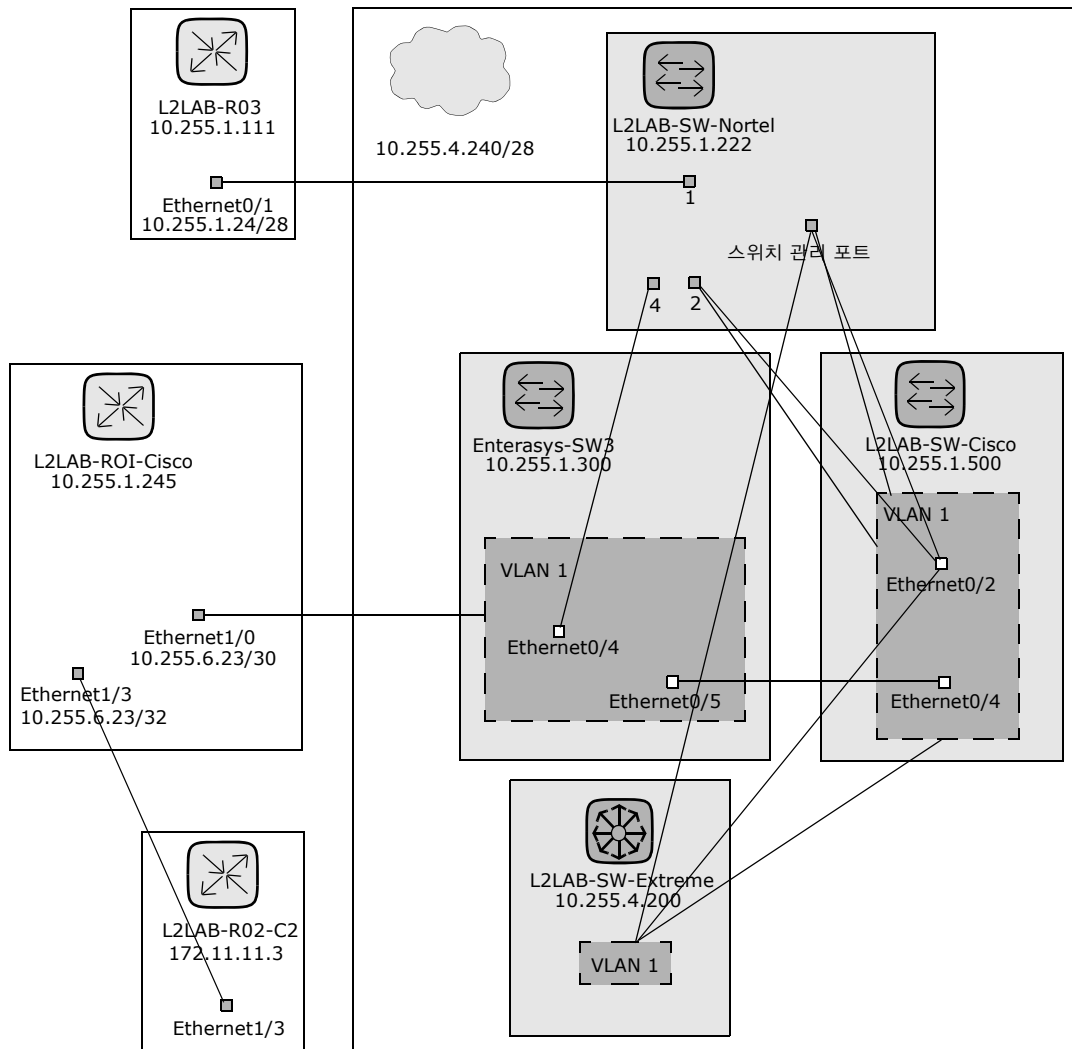 L2LAB-R03
10.255.1.111
Ethernet0/1
10.255.1.24/28
10.255.4.240/28
L2LAB-SW-Nortel
10.255.1.222
1
스위치 관리 포트
4
2
L2LAB-ROI-Cisco
10.255.1.245
Ethernet1/0
10.255.6.23/30
Ethernet1/3
10.255.6.23/32
Enterasys-SW3
10.255.1.300
VLAN 1
Ethernet0/4
Ethernet0/5
L2LAB-SW-Cisco
10.255.1.500
VLAN 1
Ethernet0/2
Ethernet0/4
L2LAB-SW-Extreme
10.255.4.200
VLAN 1
L2LAB-R02-C2
172.11.11.3
Ethernet1/3